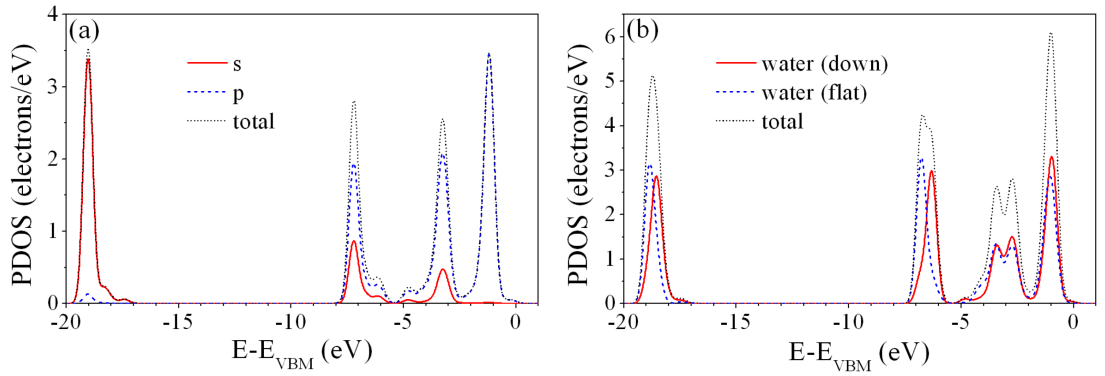 (a)
s
p
total
PDOS (electrons/eV)
4
3
2
1
0
-20
-15
-10
-5
0
E-E_VBM (eV)
(b)
water (down)
water (flat)
total
PDOS (electrons/eV)
6
5
4
3
2
1
0
-20
-15
-10
-5
0
E-E_VBM (eV)